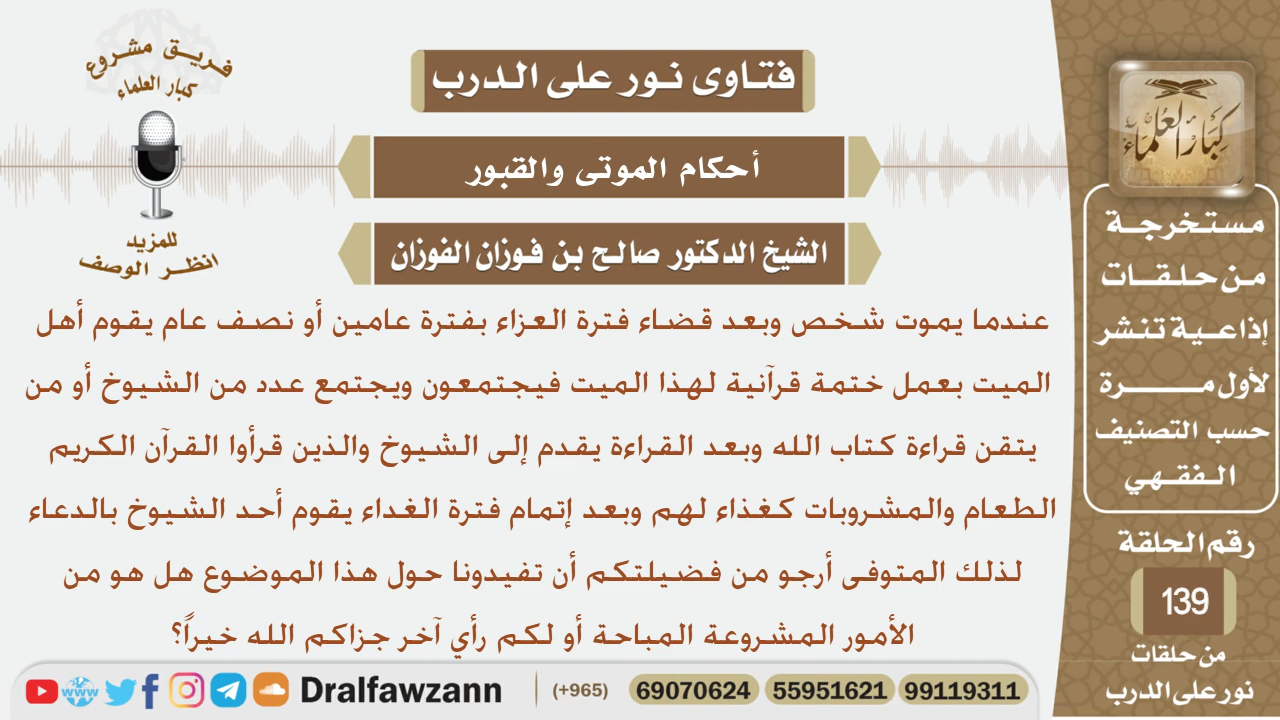 فتاوى نور على الدرب
أحكام الموتى والقبور
الشيخ الدكتور صالح بن فوزان الفوزان
عندما يموت شخص وبعد قضاء فترة العزاء بفترة عامين أو نصف عام يقوم أهل
الميت بعمل ختمة قرآنية لهذا الميت فيجتمعون ويجتمع عدد من الشيوخ أو من
يتقن قراءة كتاب الله وبعد القراءة يقدم إلى الشيوخ والذين قرأوا القرآن الكريم
الطعام والمشروبات كغذاء لهم وبعد إتمام فترة الغداء يقوم أحد الشيوخ بالدعاء
لذلك المتوفى أرجو من فضيلتكم أن تفيدونا حول هذا الموضوع هل هو من
الأمور المشروعة المباحة أو لكم رأي آخر جزاكم الله خيراً؟
فريق مشروع
كبار العلماء
للمزيد
انظر الوصف
كبار العلماء
مستخرجة
من حلقات
إذاعية تنشر
لأول مرة
حسب التصنيف
الفقهي
رقم الحلقة
139
من حلقات
نور على الدرب
www
Dralfawzann
(+965)
69070624
55951621
99119311